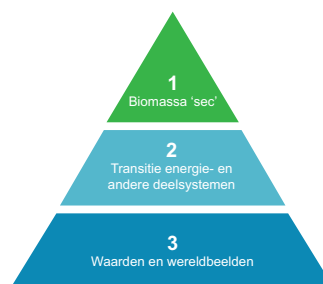 1
Biomassa ‘sec’
2
Transitie energie- en
andere deelsystemen
3
Waarden en wereldbeelden